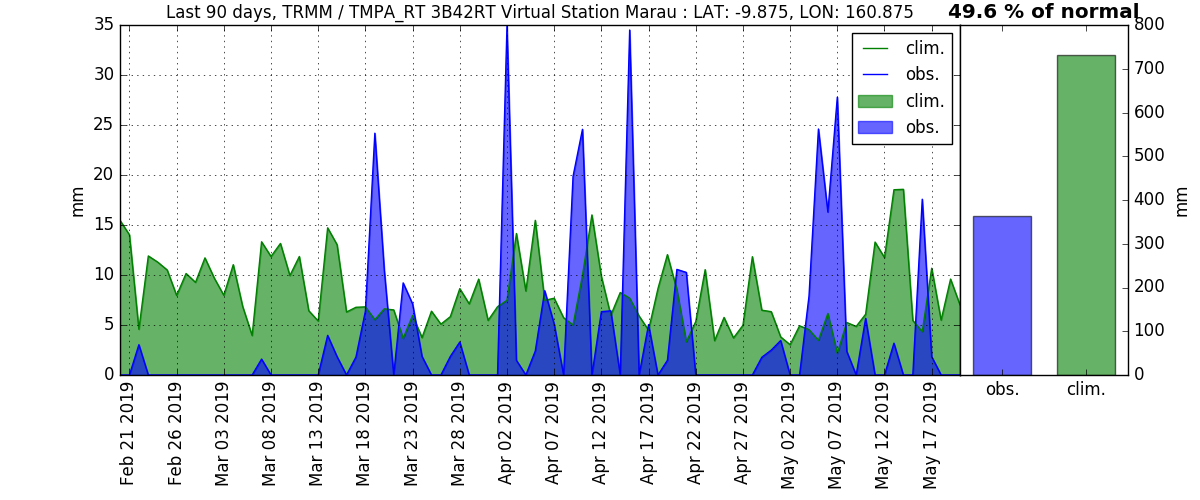 Last 90 days, TRMM / TMPA_RT 3B42RT Virtual Station Marau : LAT: -9.875, LON: 160.875
49.6 % of normal
35
30
25
20
15
10
5
0
mm
clim.
obs.
clim.
obs.
800
700
600
500
400
300
200
100
0
mm
obs.
clim.
Feb 21 2019
Feb 26 2019
Mar 03 2019
Mar 08 2019
Mar 13 2019
Mar 18 2019
Mar 23 2019
Mar 28 2019
Apr 02 2019
Apr 07 2019
Apr 12 2019
Apr 17 2019
Apr 22 2019
Apr 27 2019
May 02 2019
May 07 2019
May 12 2019
May 17 2019